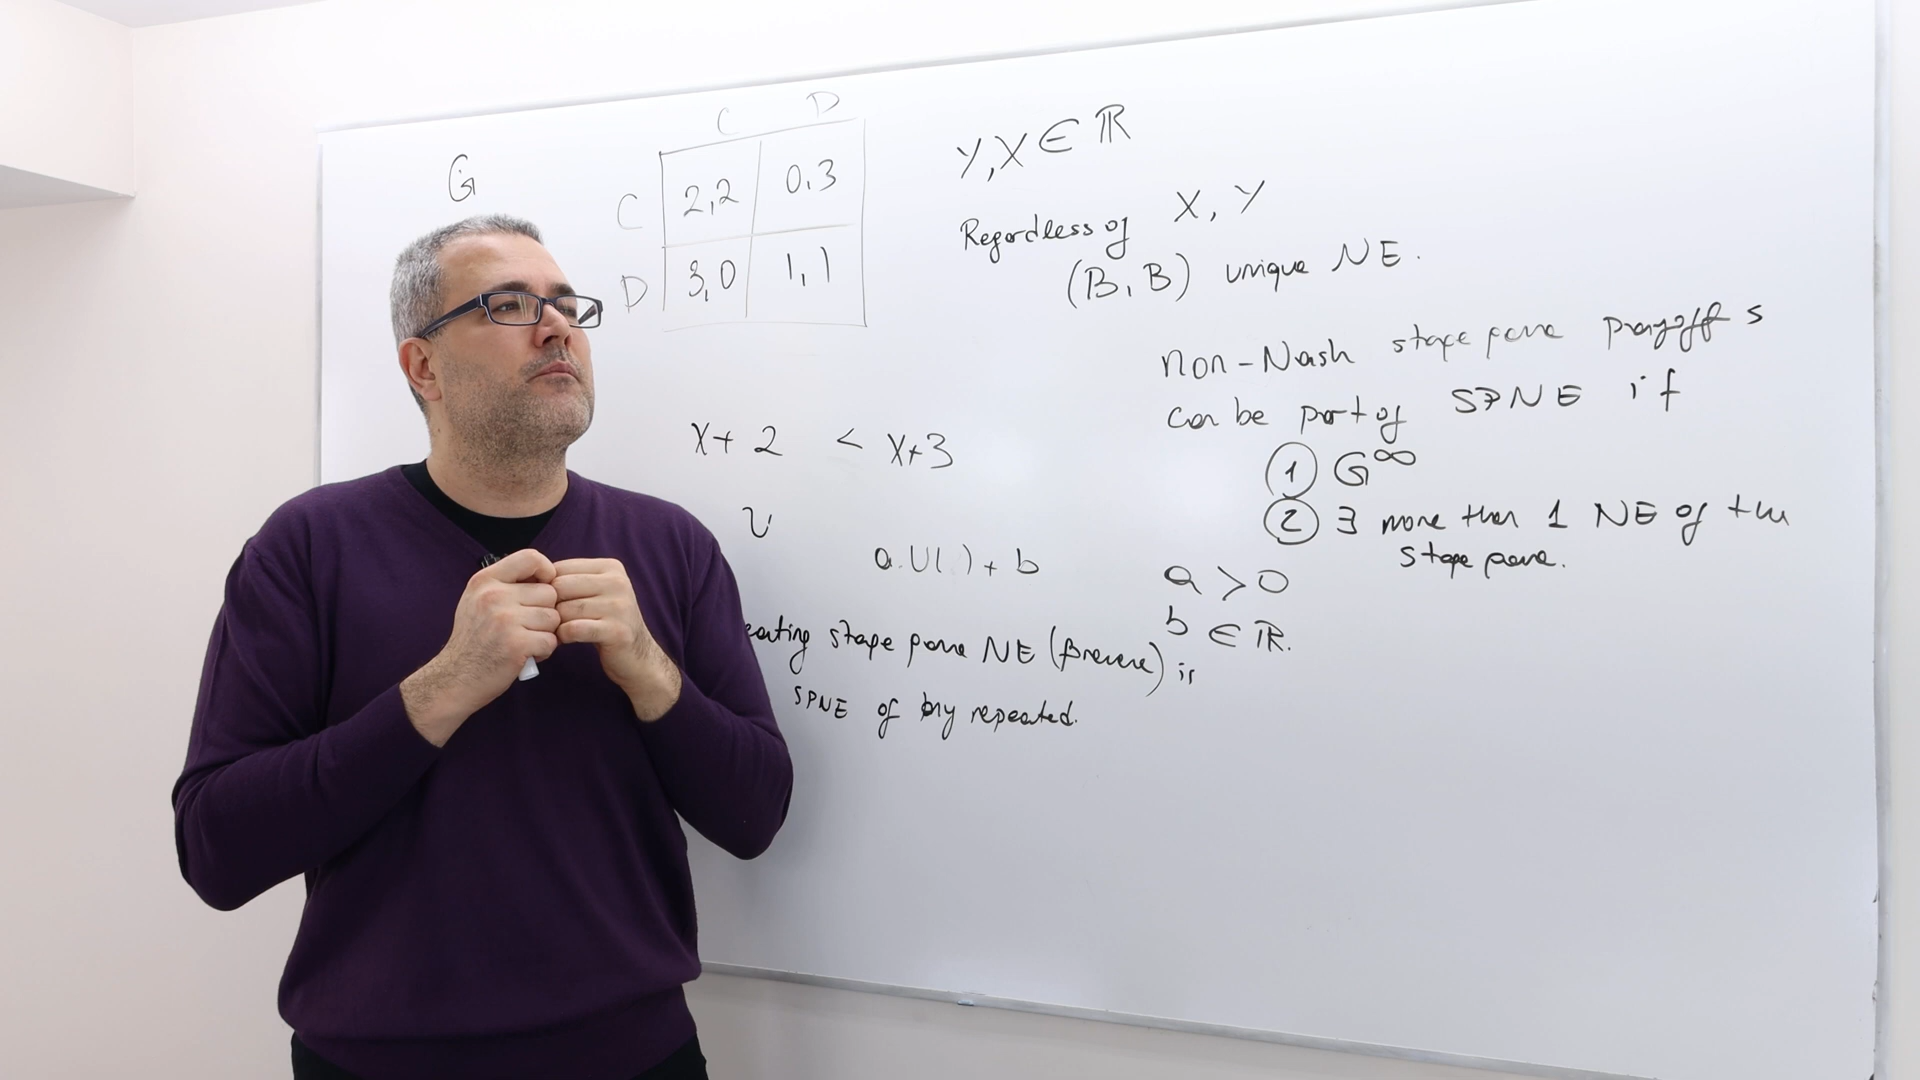 G
C D
C 2,2 0,3
D 3,0 1,1
Y,X ∈ ℝ
Regardless of X, Y
(B, B) unique NE.
non-Nash stage game payoffs
can be part of SPNE if
① G^∞
② ∃ more than 1 NE of the
stage game.
X+2 < X+3
U
a.U(.) + b
a > 0
b ∈ ℝ.
eating stage game NE (forever) is
SPNE of any repeated.